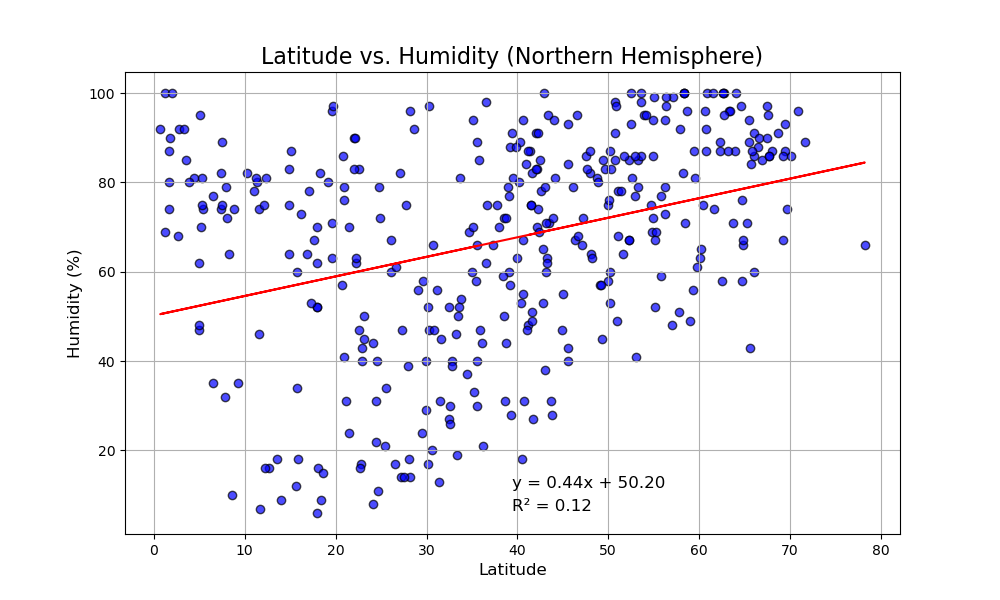 Latitude vs. Humidity (Northern Hemisphere)
100
80
60
40
20
Humidity (%)
y = 0.44x + 50.20
R² = 0.12
0 10 20 30 40 50 60 70 80
Latitude